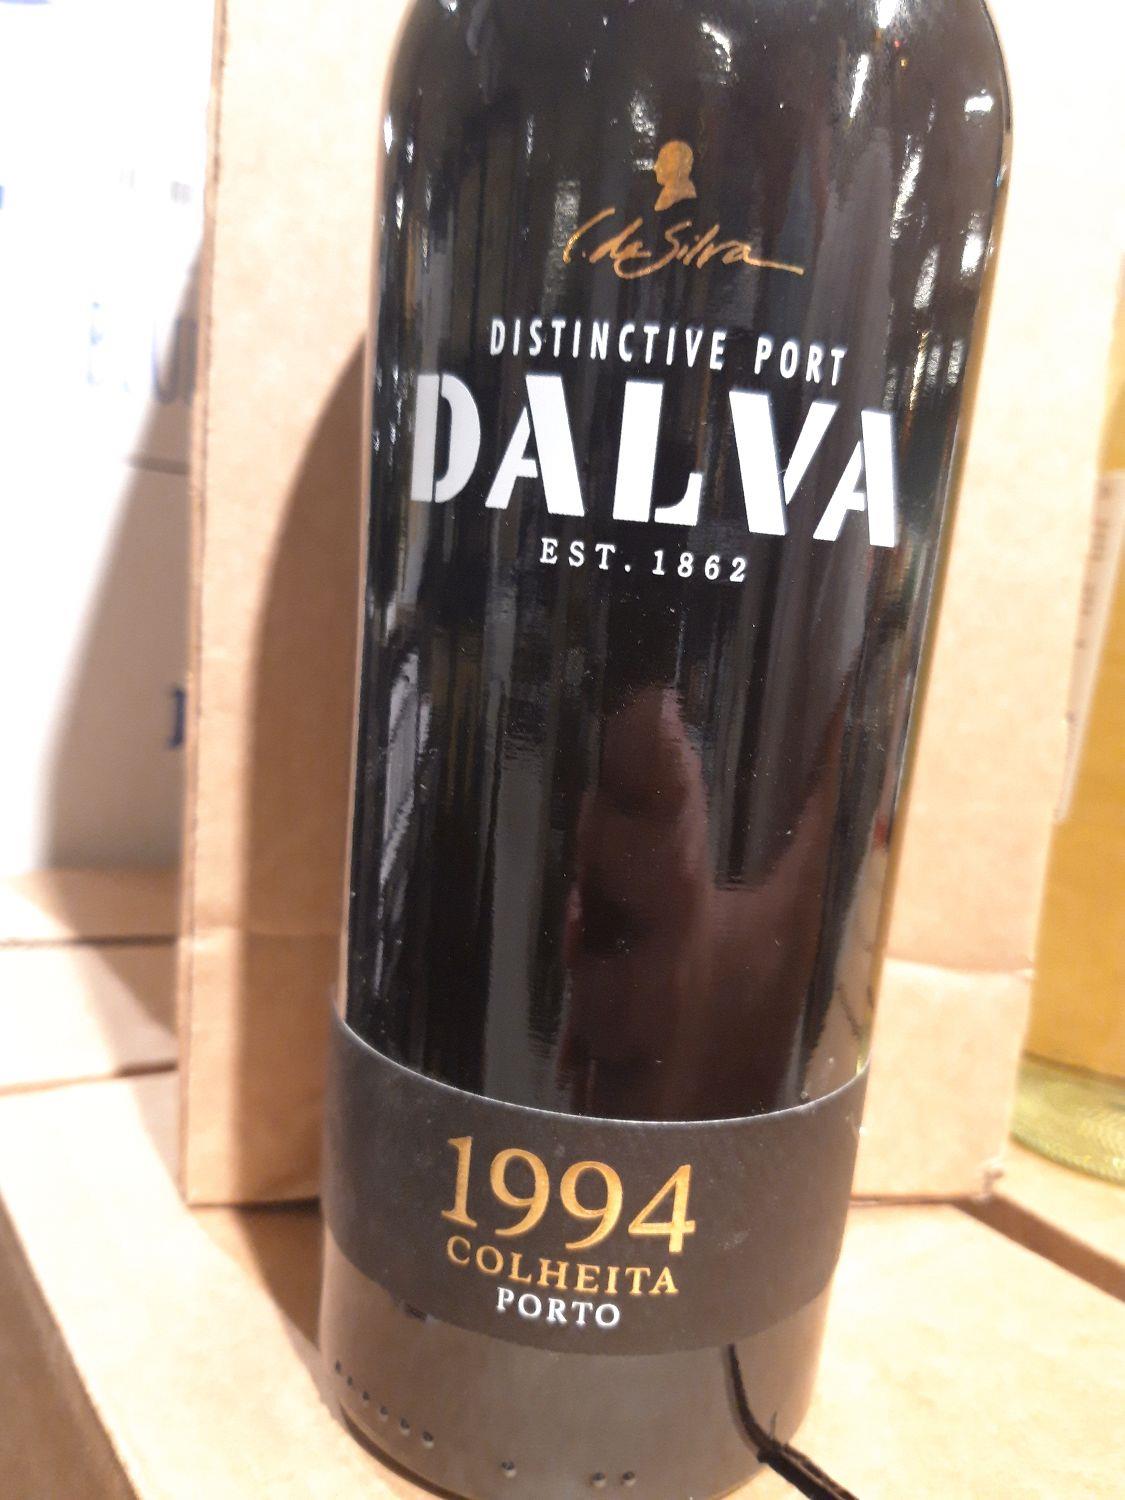 C. da Silva
DISTINCTIVE PORT
DALVA
EST. 1862
1994
COLHEITA
PORTO